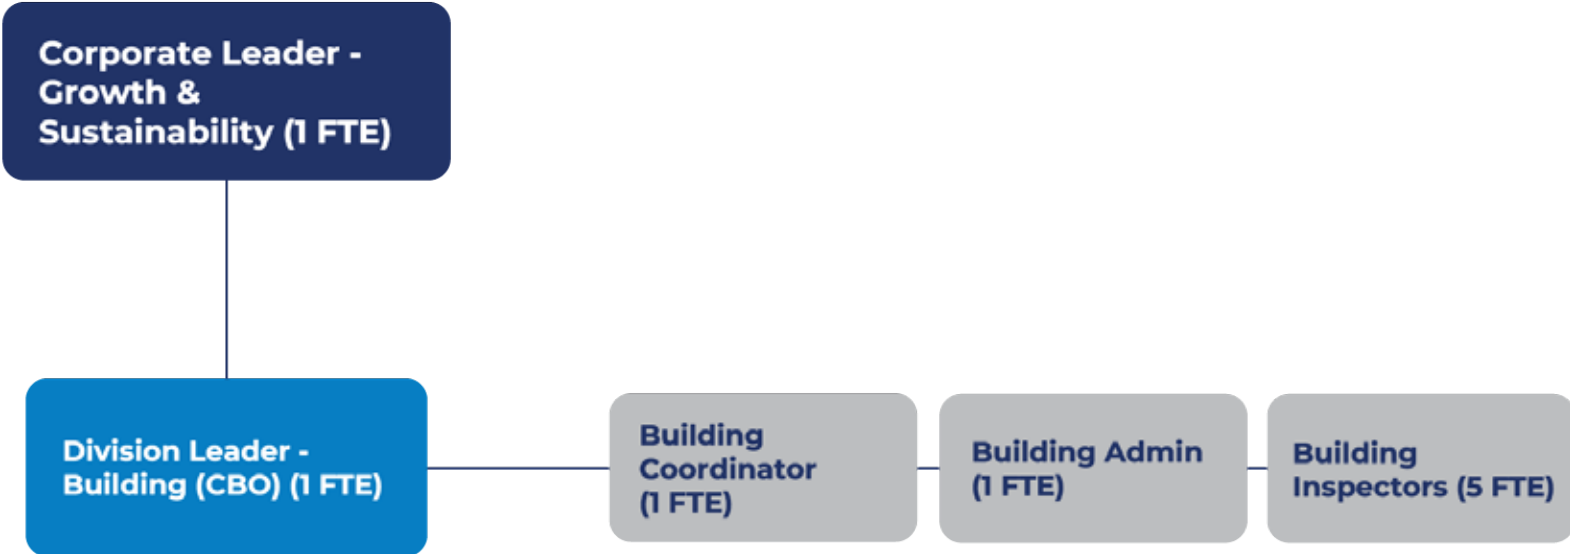 Corporate Leader -
Growth &
Sustainability (1 FTE)
Division Leader -
Building (CBO) (1 FTE)
Building
Coordinator
(1 FTE)
Building Admin
(1 FTE)
Building
Inspectors (5 FTE)